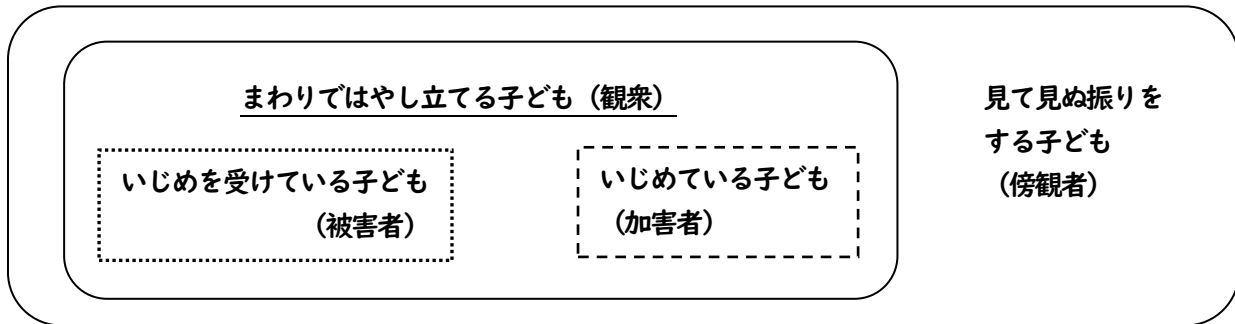 まわりではやし立てる子ども（観衆）
いじめを受けている子ども
（被害者）
いじめている子ども
（加害者）
見て見ぬ振りを
する子ども
（傍観者）